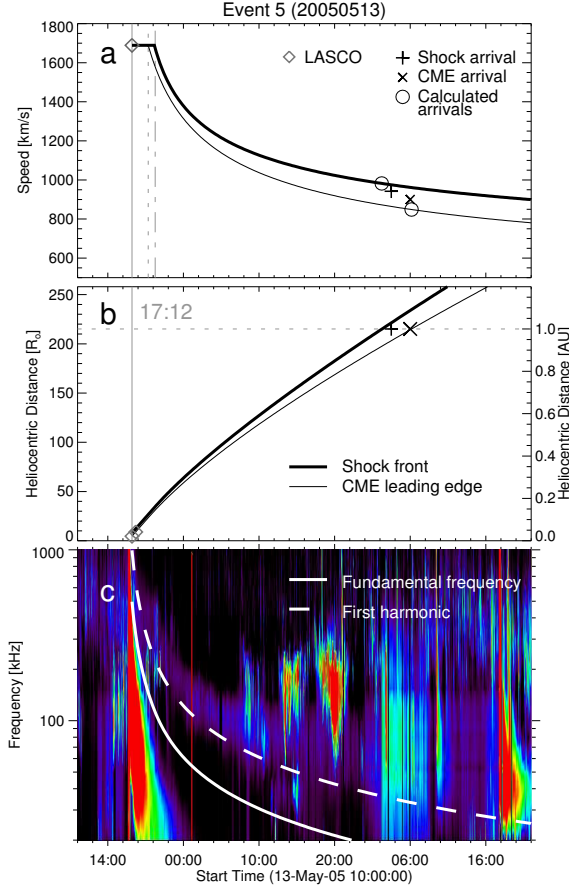 Event 5 (20050513)
1800
1600
1400
1200
1000
800
600
Speed [km/s]
a
LASCO
Shock arrival
CME arrival
Calculated
arrivals
250
200
150
100
50
0
Heliocentric Distance [R₀]
b
17:12
Shock front
CME leading edge
1.0
0.8
0.6
0.4
0.2
0.0
Heliocentric Distance [AU]
1000
100
Frequency [kHz]
c
Fundamental frequency
First harmonic
14:00 00:00 10:00 20:00 06:00 16:00
Start Time (13-May-05 10:00:00)